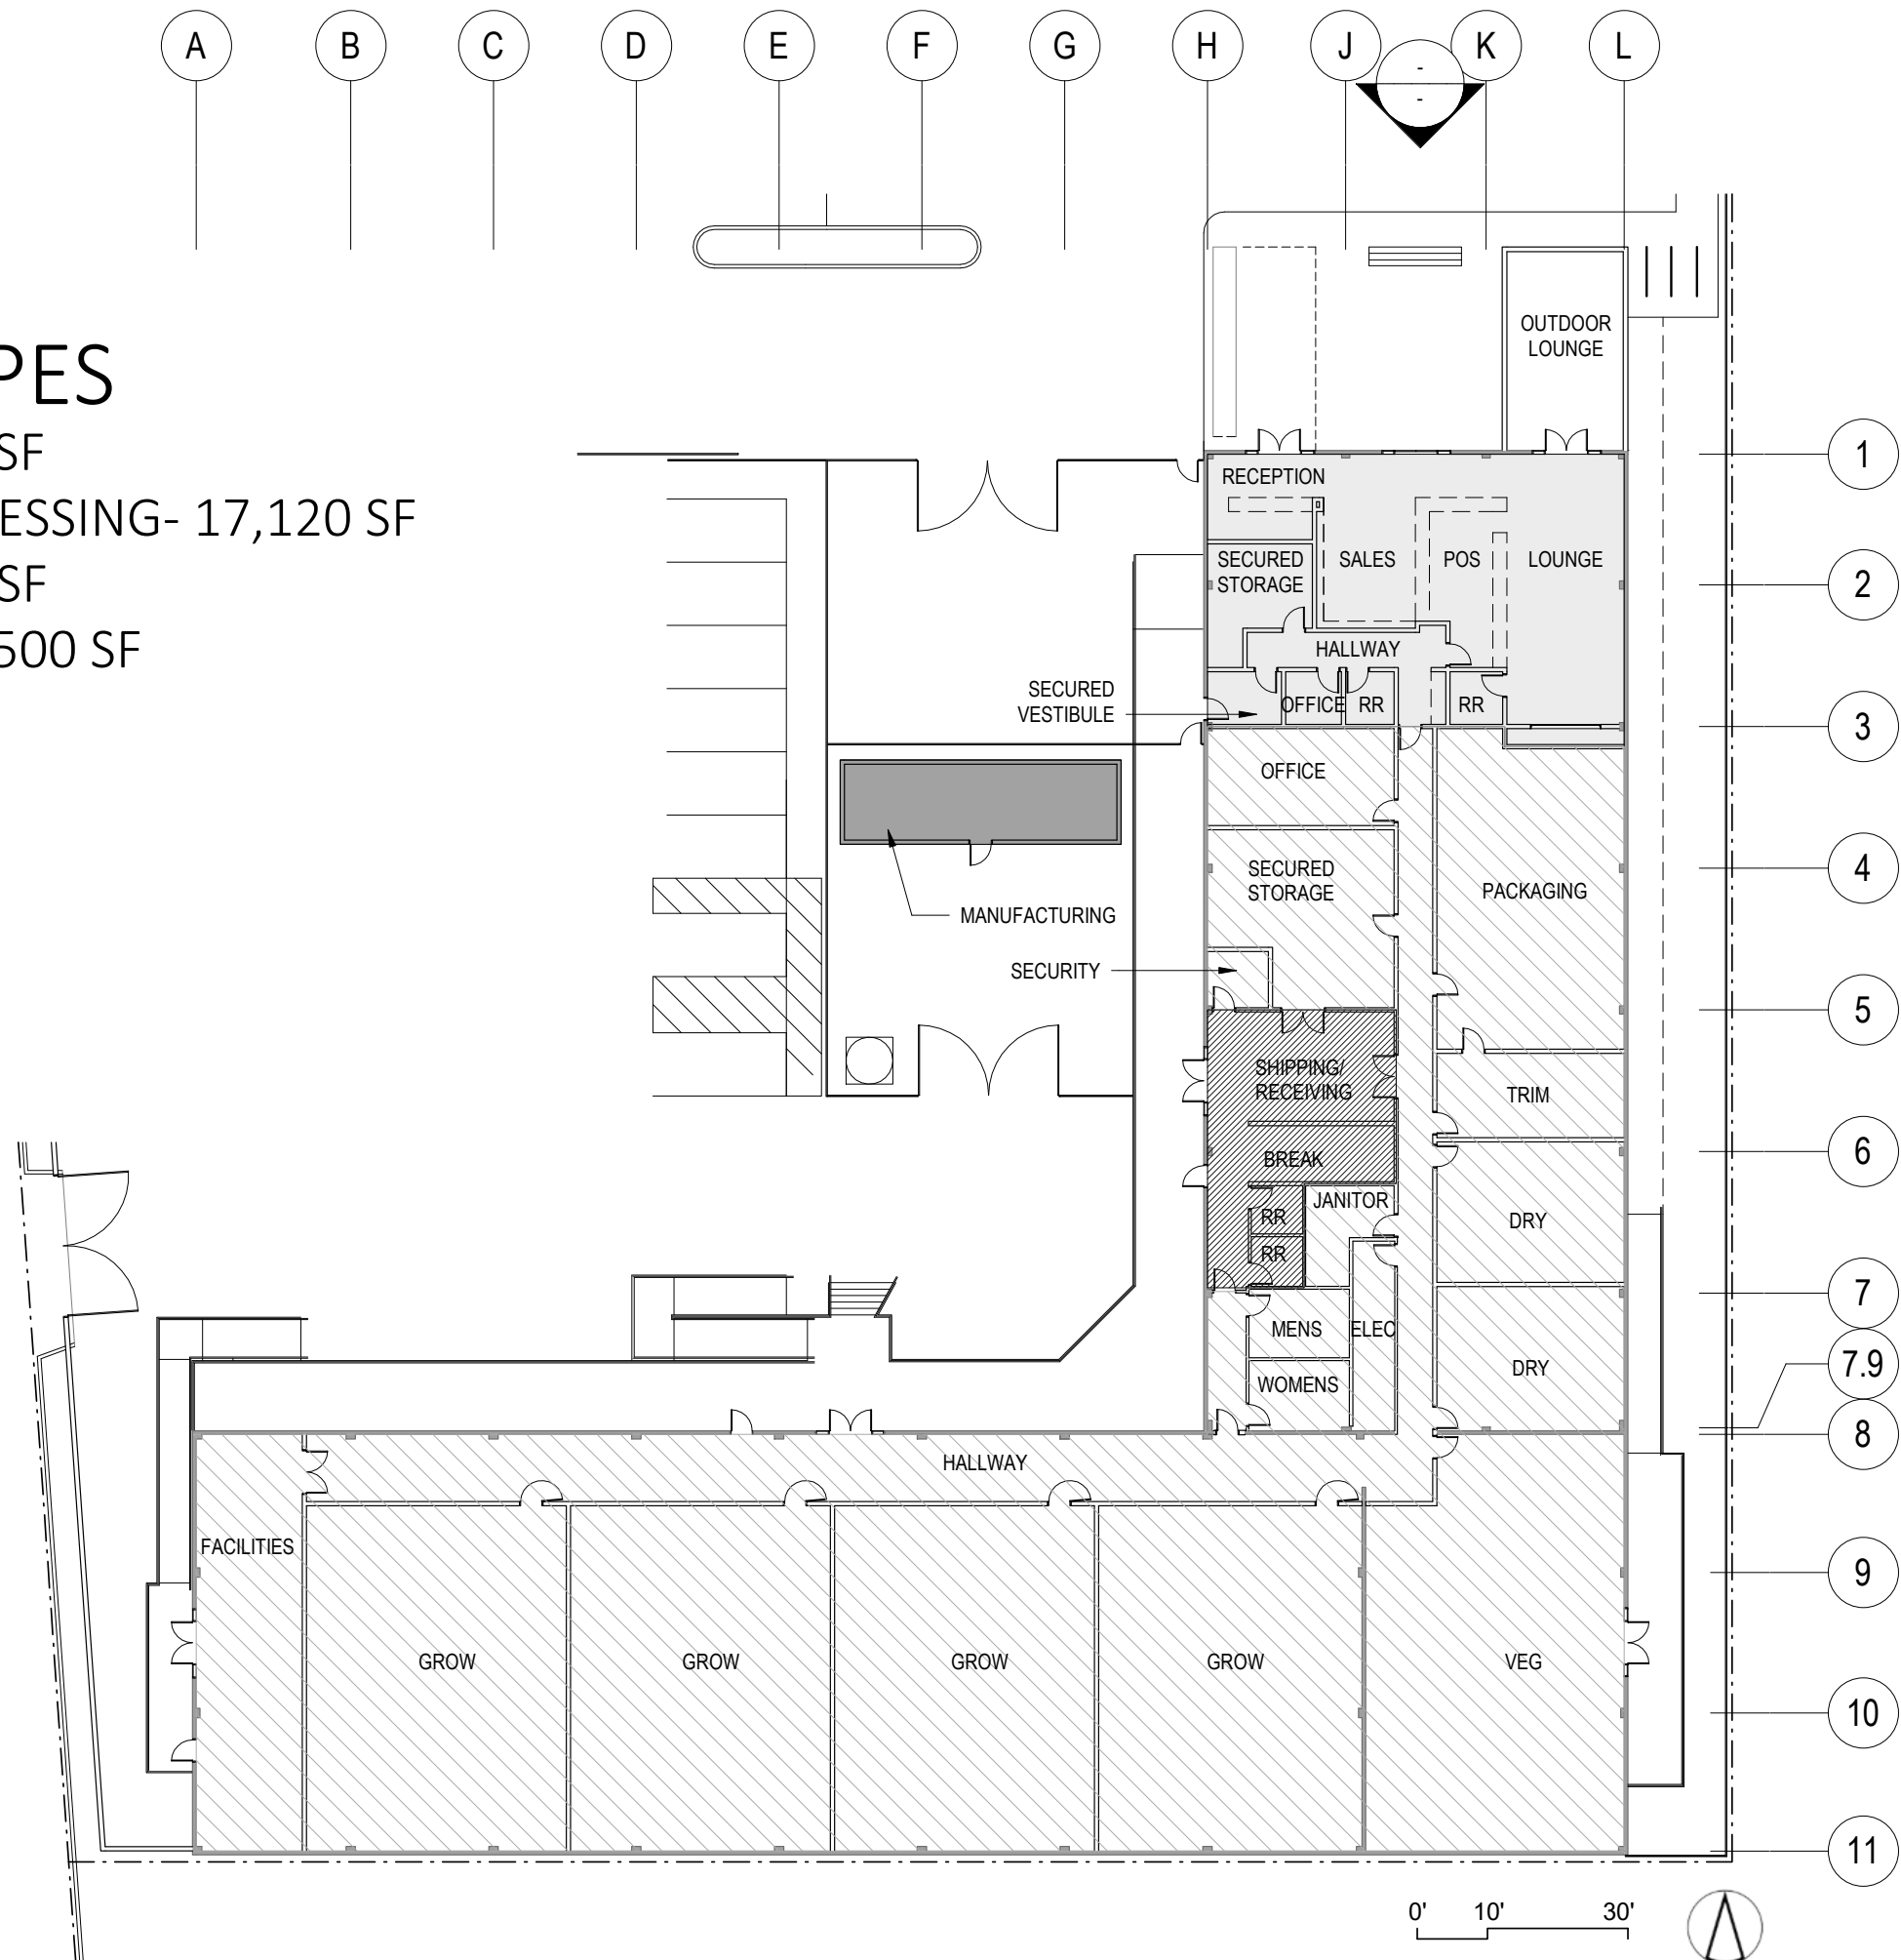 A B C D E F G H J K L
-
-
OUTDOOR
LOUNGE
PES
SF
ESSING- 17,120 SF
SF
500 SF
1
RECEPTION
SECURED
STORAGE
SALES
POS
LOUNGE
2
HALLWAY
SECURED
VESTIBULE
OFFICE
RR
RR
3
OFFICE
SECURED
STORAGE
PACKAGING
4
MANUFACTURING
SECURITY
5
SHIPPING/
RECEIVING
TRIM
6
BREAK
JANITOR
RR
RR
DRY
7
MENS
ELEC
WOMENS
DRY
7.9
8
HALLWAY
FACILITIES
9
GROW
GROW
GROW
GROW
VEG
10
11
0' 10' 30'